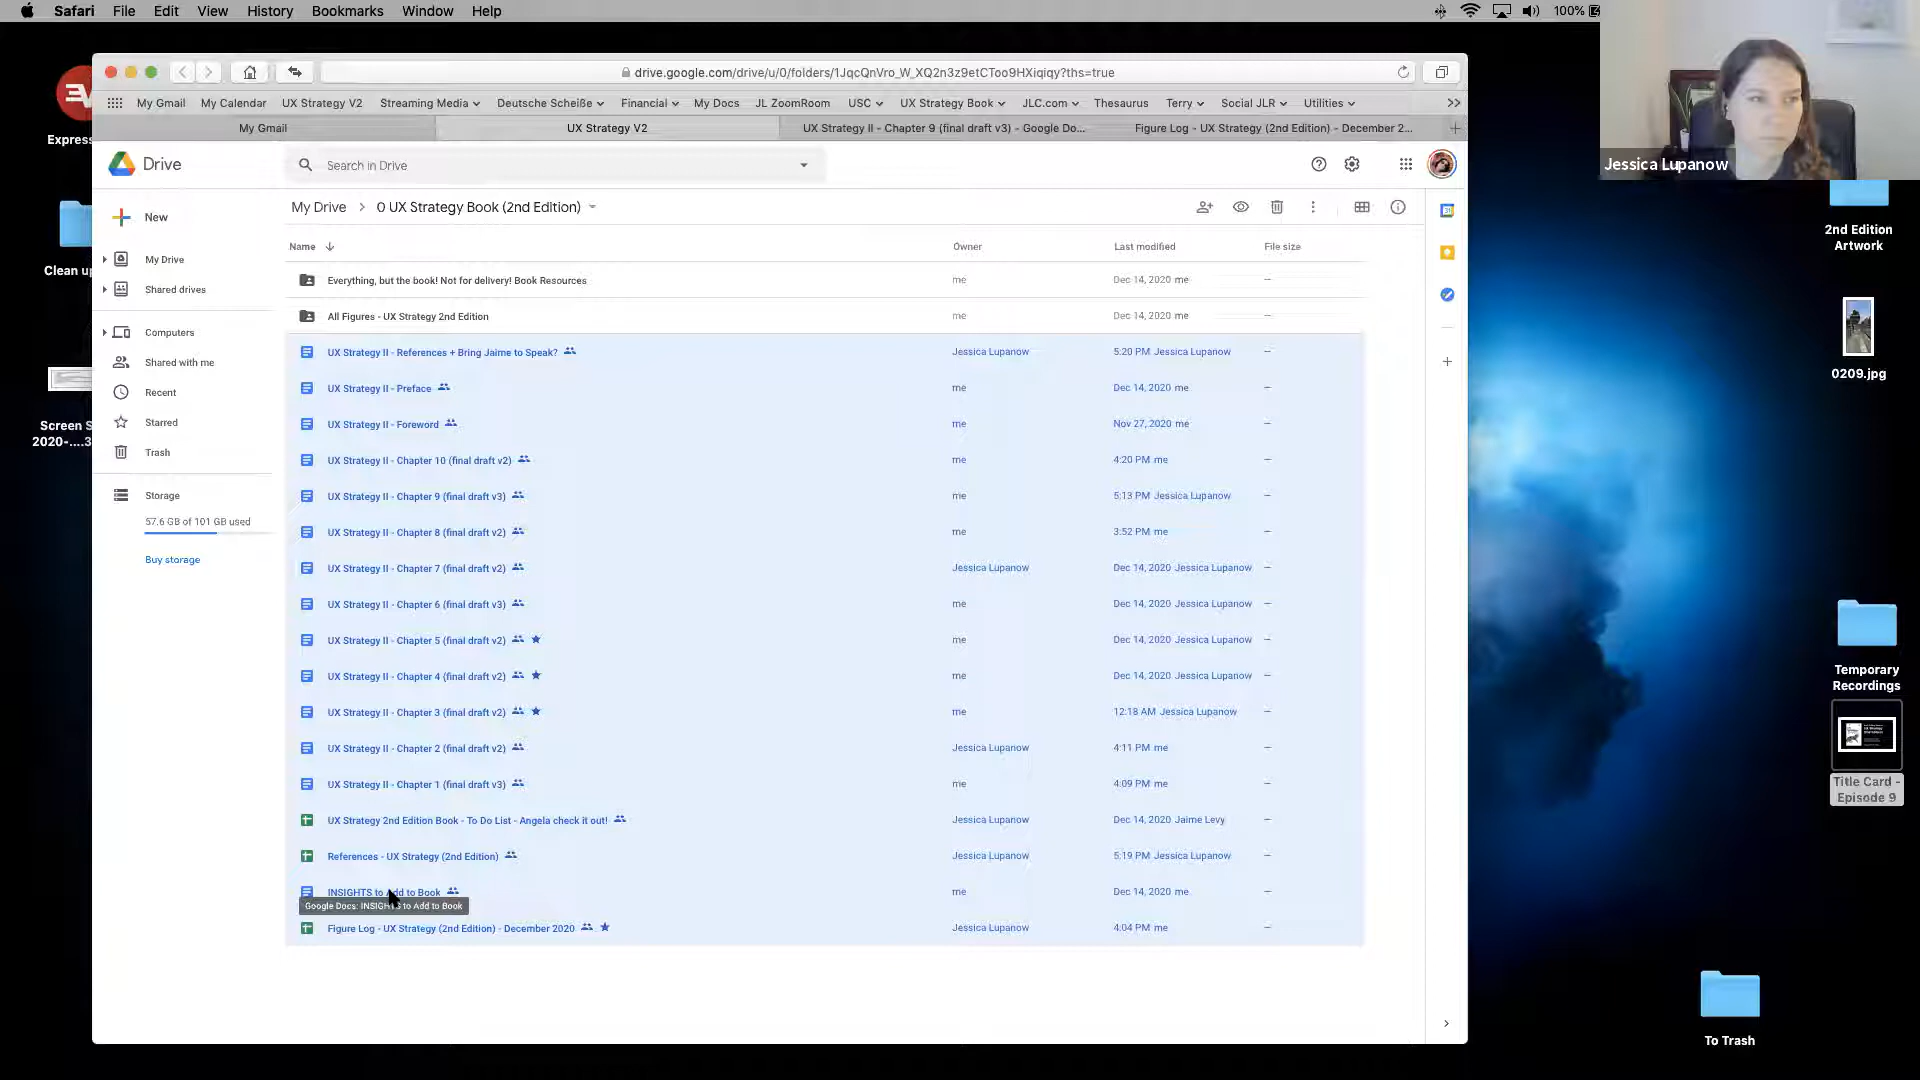 Safari File Edit View History Bookmarks Window Help 100%
drive.google.com/drive/u/0/folders/1JqcQnVro_W_XQ2n3z9etCToo9HXiqiqy?ths=true
My Gmail My Calendar UX Strategy V2 Streaming Media Deutsche Scheiße Financial My Docs JL ZoomRoom USC UX Strategy Book JLC.com Thesaurus Terry Social JLR Utilities
My Gmail UX Strategy V2 UX Strategy II - Chapter 9 (final draft v3) - Google Do... Figure Log - UX Strategy (2nd Edition) - December 2...
Jessica Lupanow
Drive Search in Drive
New
My Drive
Shared drives
Computers
Shared with me
Recent
Starred
Trash
Storage
57.6 GB of 101 GB used
Buy storage
My Drive > 0 UX Strategy Book (2nd Edition)
Name Owner Last modified File size
Everything, but the book! Not for delivery! Book Resources me Dec 14, 2020 me —
All Figures - UX Strategy 2nd Edition me Dec 14, 2020 me —
UX Strategy II - References + Bring Jaime to Speak? Jessica Lupanow 5:20 PM Jessica Lupanow —
UX Strategy II - Preface me Dec 14, 2020 me —
UX Strategy II - Foreword me Nov 27, 2020 me —
UX Strategy II - Chapter 10 (final draft v2) me 4:20 PM me —
UX Strategy II - Chapter 9 (final draft v3) me 5:13 PM Jessica Lupanow —
UX Strategy II - Chapter 8 (final draft v2) me 3:52 PM me —
UX Strategy II - Chapter 7 (final draft v2) Jessica Lupanow Dec 14, 2020 Jessica Lupanow —
UX Strategy II - Chapter 6 (final draft v3) me Dec 14, 2020 Jessica Lupanow —
UX Strategy II - Chapter 5 (final draft v2) me Dec 14, 2020 Jessica Lupanow —
UX Strategy II - Chapter 4 (final draft v2) me Dec 14, 2020 Jessica Lupanow —
UX Strategy II - Chapter 3 (final draft v2) me 12:18 AM Jessica Lupanow —
UX Strategy II - Chapter 2 (final draft v2) Jessica Lupanow 4:11 PM me —
UX Strategy II - Chapter 1 (final draft v3) me 4:09 PM me —
UX Strategy 2nd Edition Book - To Do List - Angela check it out! Jessica Lupanow Dec 14, 2020 Jaime Levy —
References - UX Strategy (2nd Edition) Jessica Lupanow 5:19 PM Jessica Lupanow —
INSIGHTS to Add to Book me Dec 14, 2020 me —
Google Docs: INSIGHTS to Add to Book
Figure Log - UX Strategy (2nd Edition) - December 2020 Jessica Lupanow 4:04 PM me —
Express
Clean up
Screen S
2020-....3
2nd Edition
Artwork
0209.jpg
Temporary
Recordings
Title Card -
Episode 9
To Trash